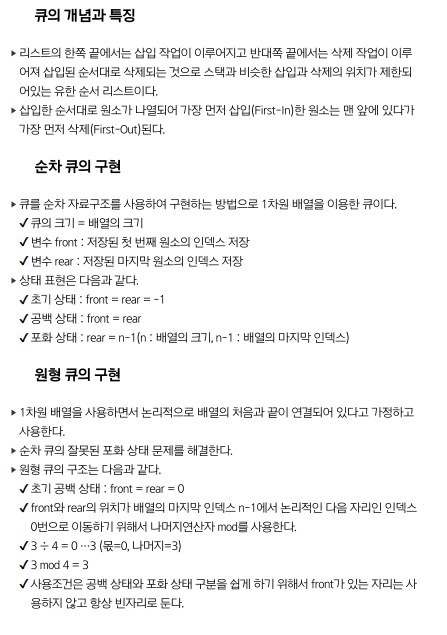 큐의 개념과 특징
▸ 리스트의 한쪽 끝에서는 삽입 작업이 이루어지고 반대쪽 끝에서는 삭제 작업이 이루
어져 삽입된 순서대로 삭제되는 것으로 스택과 비슷한 삽입과 삭제의 위치가 제한되
어있는 유한 순서 리스트이다.
▸ 삽입한 순서대로 원소가 나열되어 가장 먼저 삽입(First-In)한 원소는 맨 앞에 있다가
가장 먼저 삭제(First-Out)된다.
순차 큐의 구현
▸ 큐를 순차 자료구조를 사용하여 구현하는 방법으로 1차원 배열을 이용한 큐이다.
✔ 큐의 크기 = 배열의 크기
✔ 변수 front : 저장된 첫 번째 원소의 인덱스 저장
✔ 변수 rear : 저장된 마지막 원소의 인덱스 저장
▸ 상태 표현은 다음과 같다.
✔ 초기 상태 : front = rear = -1
✔ 공백 상태 : front = rear
✔ 포화 상태 : rear = n-1(n : 배열의 크기, n-1 : 배열의 마지막 인덱스)
원형 큐의 구현
▸ 1차원 배열을 사용하면서 논리적으로 배열의 처음과 끝이 연결되어 있다고 가정하고
사용한다.
▸ 순차 큐의 잘못된 포화 상태 문제를 해결한다.
▸ 원형 큐의 구조는 다음과 같다.
✔ 초기 공백 상태 : front = rear = 0
✔ front와 rear의 위치가 배열의 마지막 인덱스 n-1에서 논리적인 다음 자리인 인덱스
0번으로 이동하기 위해서 나머지연산자 mod를 사용한다.
✔ 3 ÷ 4 = 0 …3 (몫=0, 나머지=3)
✔ 3 mod 4 = 3
✔ 사용조건은 공백 상태와 포화 상태 구분을 쉽게 하기 위해서 front가 있는 자리는 사
용하지 않고 항상 빈자리로 둔다.